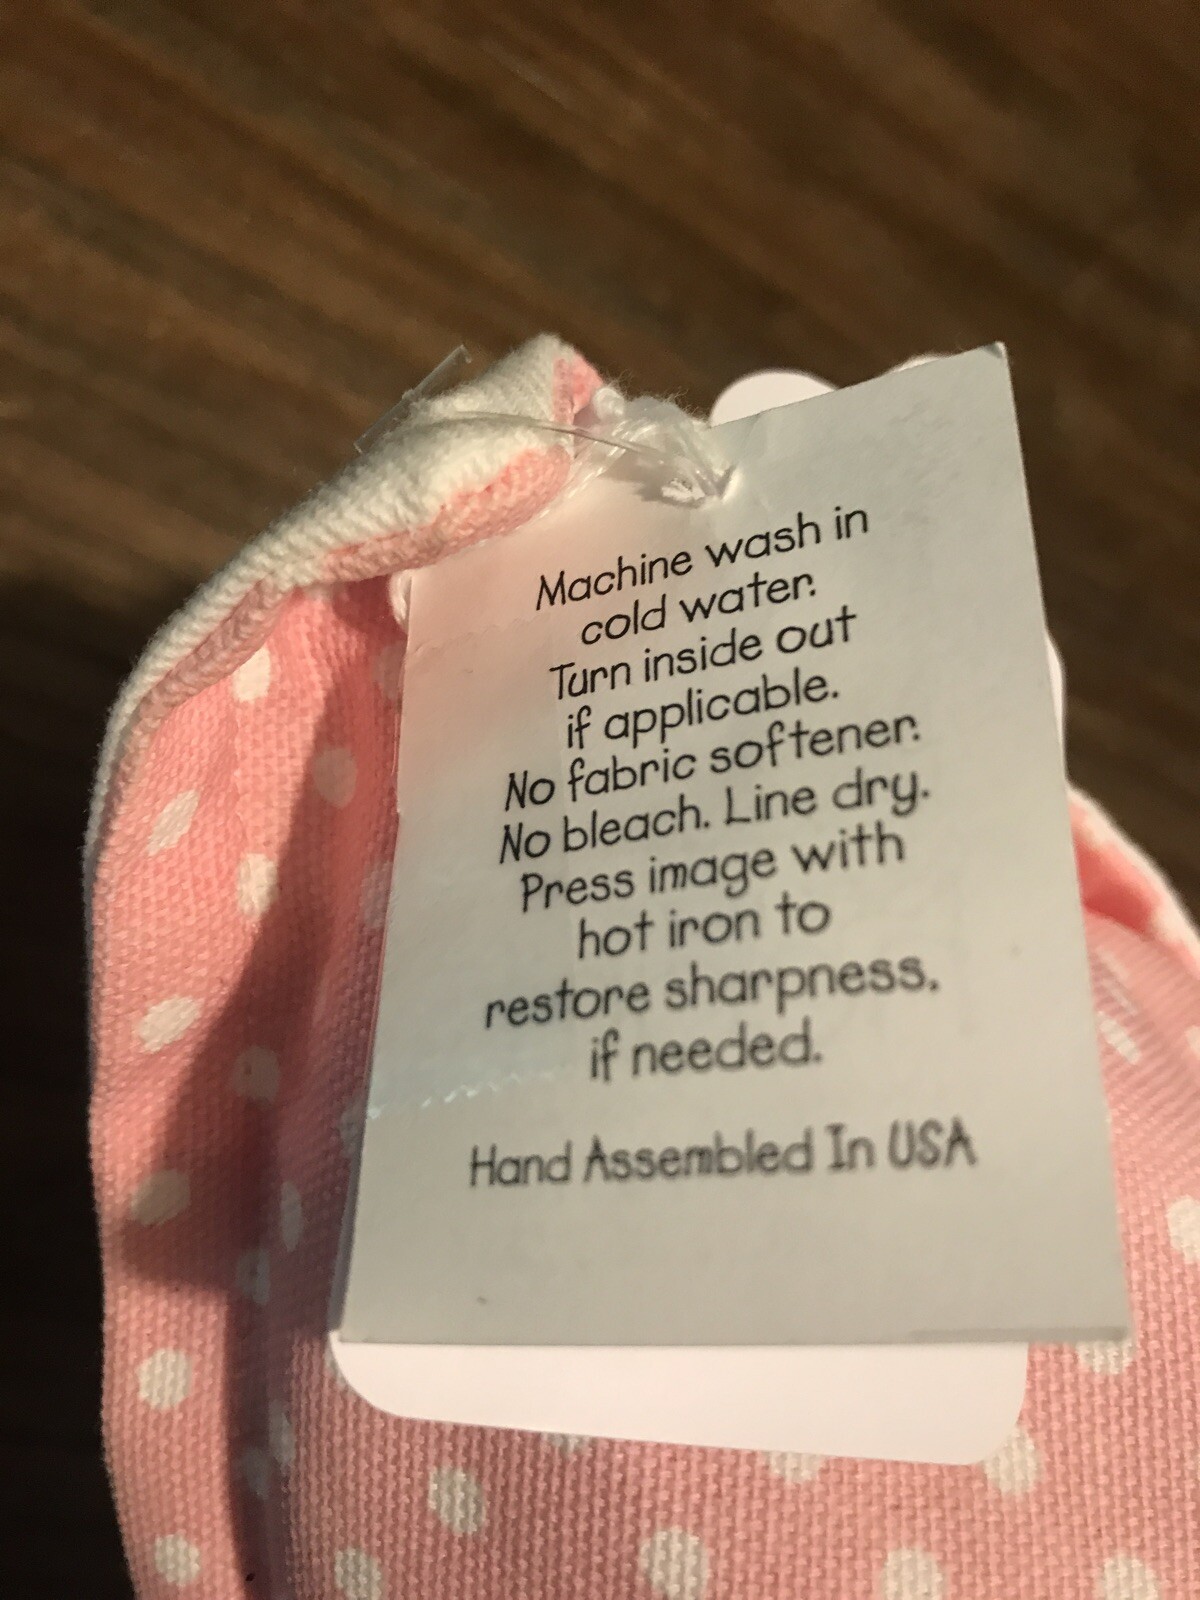 Machine wash in
cold water.
Turn inside out
if applicable.
No fabric softener.
No bleach. Line dry.
Press image with
hot iron to
restore sharpness,
if needed.
Hand Assembled In USA